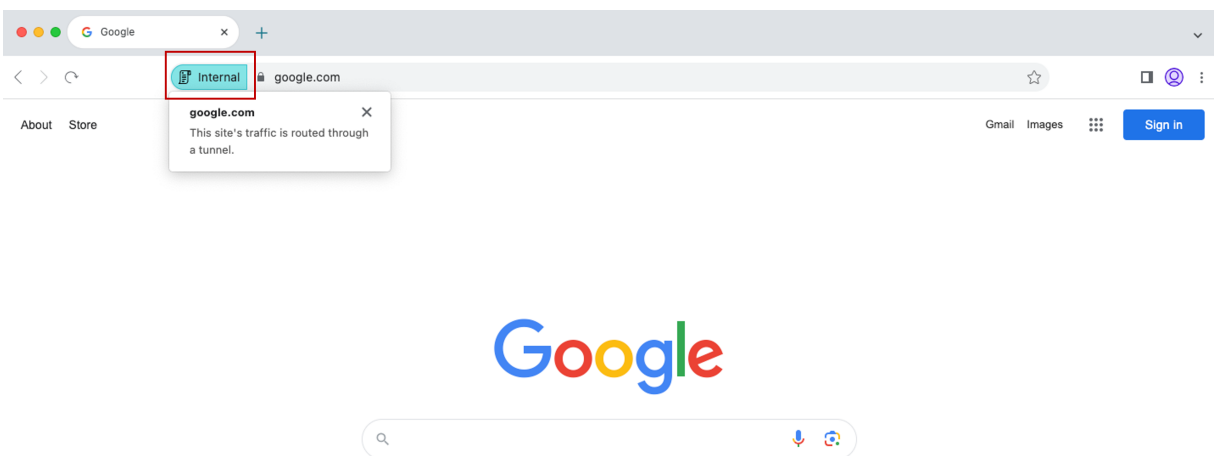 Google
Internal google.com
google.com
This site's traffic is routed through
a tunnel.
About Store
Gmail Images
Sign in
Google